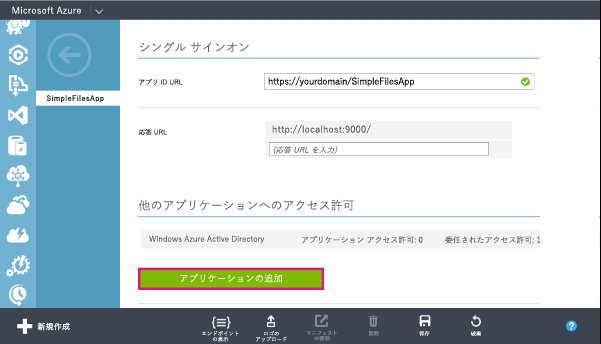 Microsoft Azure
シングル サインオン
アプリ ID URL
https://yourdomain/SimpleFilesApp
SimpleFilesApp
応答 URL
http://localhost:9000/
(応答 URL を入力)
他のアプリケーションへのアクセス許可
Windows Azure Active Directory
アプリケーション アクセス許可: 0
委任されたアクセス許可: 1
アプリケーションの追加
新規作成
エンドポイント
の表示
ロゴの
アップロード
マニフェスト
の管理
削除
保存
破棄
?